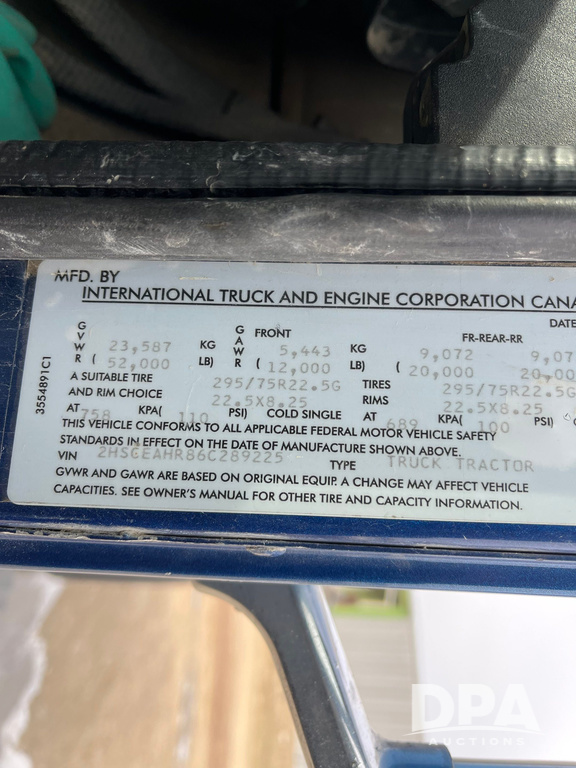 MFD. BY
INTERNATIONAL TRUCK AND ENGINE CORPORATION
DATE
GVWR 23,587 KG GAWR FRONT 5,443 KG FR-REAR-RR 9,072
( 52,000 LB) ( 12,000 LB) ( 20,000 20,00
A SUITABLE TIRE 295/75R22.5G TIRES 295/75R22.5G
AND RIM CHOICE 22.5X8.25 RIMS 22.5X8.25
AT 758 KPA( 110 PSI) COLD SINGLE AT 689 KPA( 100 PSI)
THIS VEHICLE CONFORMS TO ALL APPLICABLE FEDERAL MOTOR VEHICLE SAFETY
STANDARDS IN EFFECT ON THE DATE OF MANUFACTURE SHOWN ABOVE.
VIN 2HSCEAHR86C289225 TYPE TRUCK TRACTOR
GVWR AND GAWR ARE BASED ON ORIGINAL EQUIP. A CHANGE MAY AFFECT VEHICLE
CAPACITIES. SEE OWNER'S MANUAL FOR OTHER TIRE AND CAPACITY INFORMATION.
3554891C1
DPA
AUCTIONS